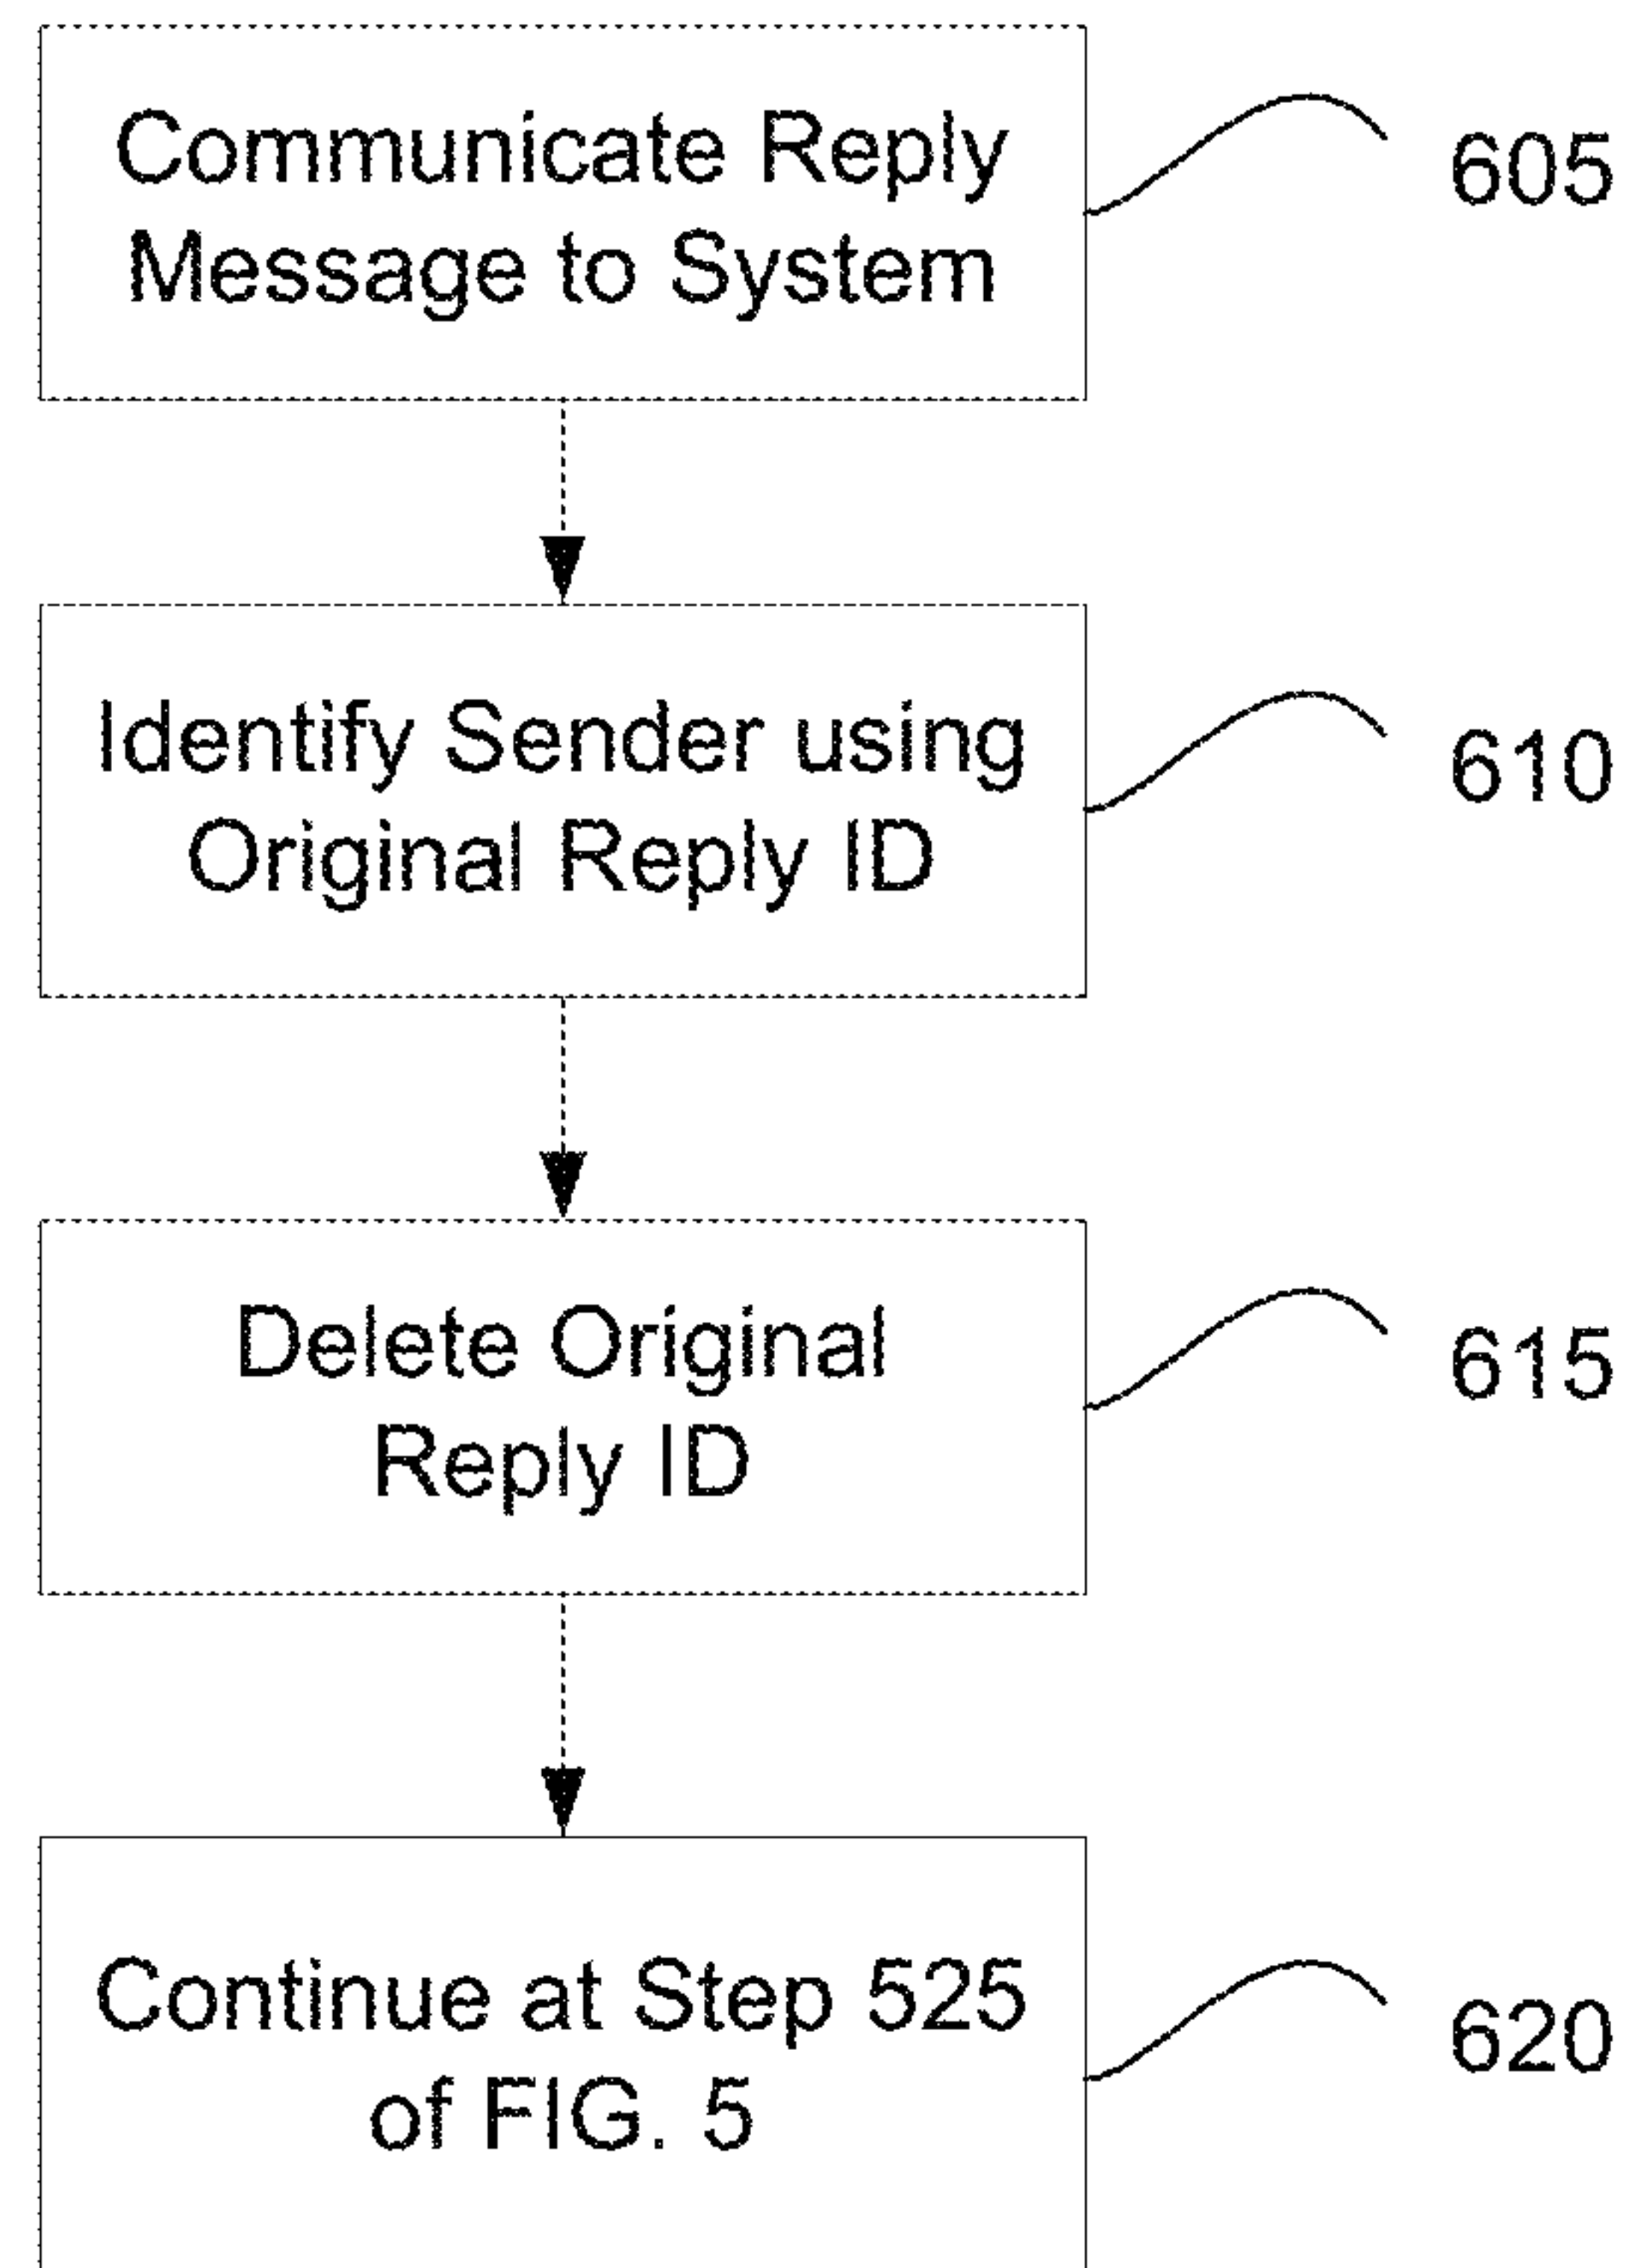 Communicate Reply
Message to System
605
Identify Sender using
Original Reply ID
610
Delete Original
Reply ID
615
Continue at Step 525
of FIG. 5
620